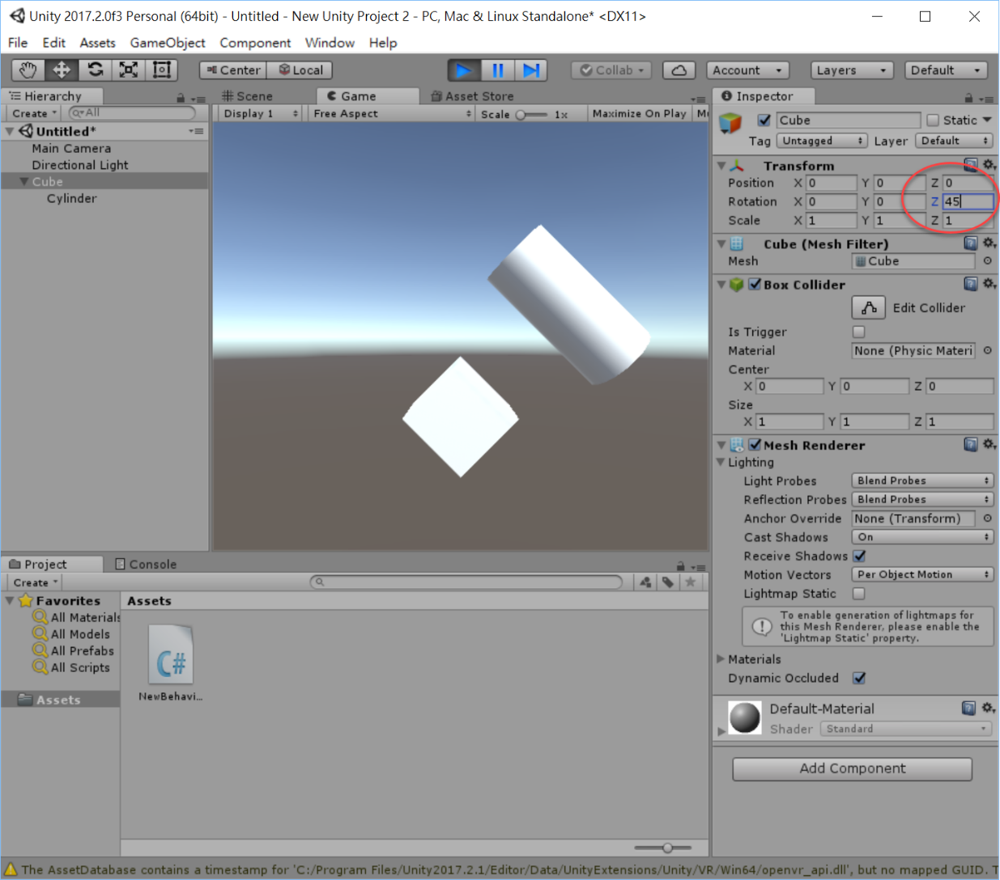 Unity 2017.2.0f3 Personal (64bit) - Untitled - New Unity Project 2 - PC, Mac & Linux Standalone* <DX11>
File Edit Assets GameObject Component Window Help
Center Local Collab Account Layers Default
Hierarchy
Create All
Untitled*
Main Camera
Directional Light
Cube
Cylinder
Scene Game Asset Store
Display 1 Free Aspect Scale 1x Maximize On Play Mu
Inspector
Cube Static
Tag Untagged Layer Default
Transform
Position X 0 Y 0 Z 0
Rotation X 0 Y 0 Z 45
Scale X 1 Y 1 Z 1
Cube (Mesh Filter)
Mesh Cube
Box Collider
Edit Collider
Is Trigger
Material None (Physic Materi
Center
X 0 Y 0 Z 0
Size
X 1 Y 1 Z 1
Mesh Renderer
Lighting
Light Probes Blend Probes
Reflection Probes Blend Probes
Anchor Override None (Transform)
Cast Shadows On
Receive Shadows
Motion Vectors Per Object Motion
Lightmap Static
To enable generation of lightmaps for
this Mesh Renderer, please enable the
'Lightmap Static' property.
Materials
Dynamic Occluded
Default-Material
Shader Standard
Add Component
Project Console
Create
Favorites
All Materials
All Models
All Prefabs
All Scripts
Assets
Assets
C#
NewBehavi...
The AssetDatabase contains a timestamp for 'C:/Program Files/Unity2017.2.1/Editor/Data/UnityExtensions/Unity/VR/Win64/openvr_api.dll', but no mapped GUID. T